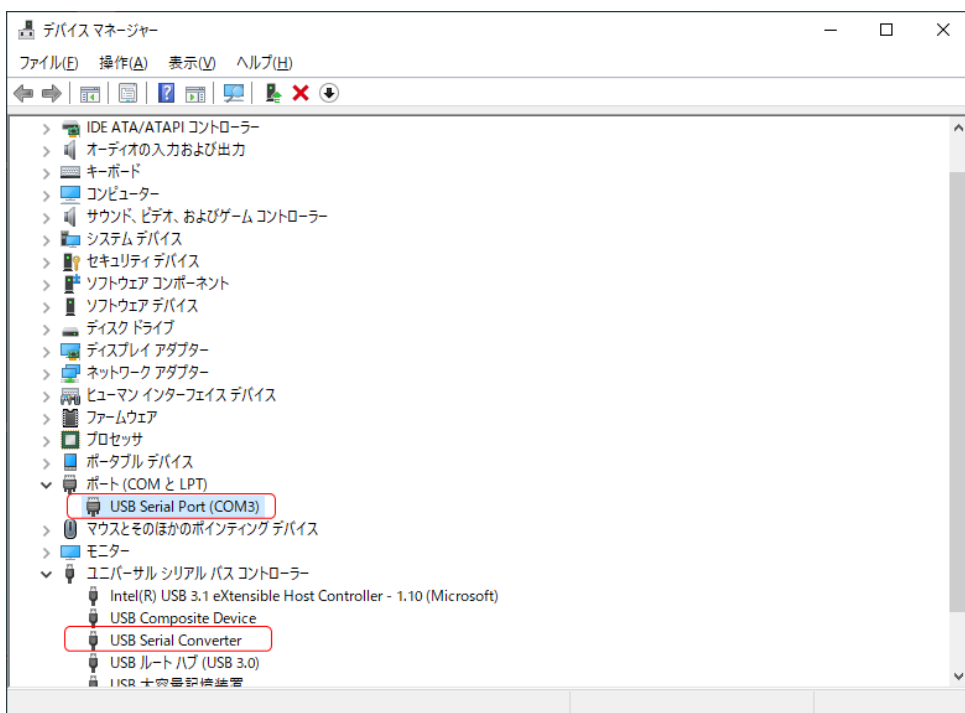 デバイス マネージャー
ファイル(F) 操作(A) 表示(V) ヘルプ(H)
IDE ATA/ATAPI コントローラー
オーディオの入力および出力
キーボード
コンピューター
サウンド、ビデオ、およびゲーム コントローラー
システム デバイス
セキュリティ デバイス
ソフトウェア コンポーネント
ソフトウェア デバイス
ディスク ドライブ
ディスプレイ アダプター
ネットワーク アダプター
ヒューマン インターフェイス デバイス
ファームウェア
プロセッサ
ポータブル デバイス
ポート (COM と LPT)
USB Serial Port (COM3)
マウスとそのほかのポインティング デバイス
モニター
ユニバーサル シリアル バス コントローラー
Intel(R) USB 3.1 eXtensible Host Controller - 1.10 (Microsoft)
USB Composite Device
USB Serial Converter
USB ルート ハブ (USB 3.0)
USB 大容量記憶装置